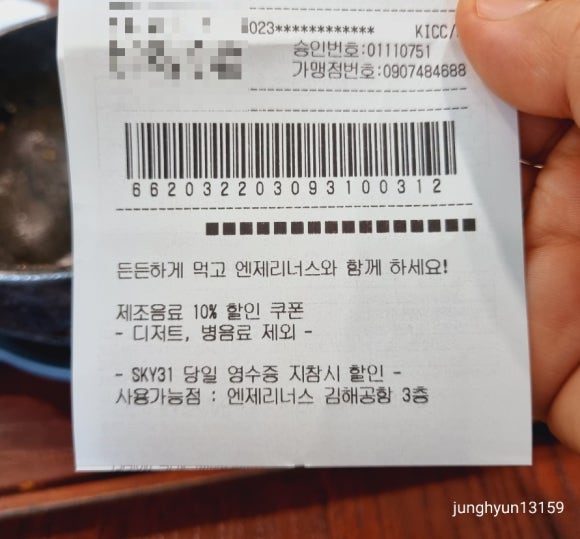 023************ KICC/
승인번호:01110751
가맹점번호:0907484688
662032203093100312
든든하게 먹고 엔제리너스와 함께 하세요!
제조음료 10% 할인 쿠폰
- 디저트, 병음료 제외 -
- SKY31 당일 영수증 지참시 할인 -
사용가능점 : 엔제리너스 김해공항 3층
junghyun13159